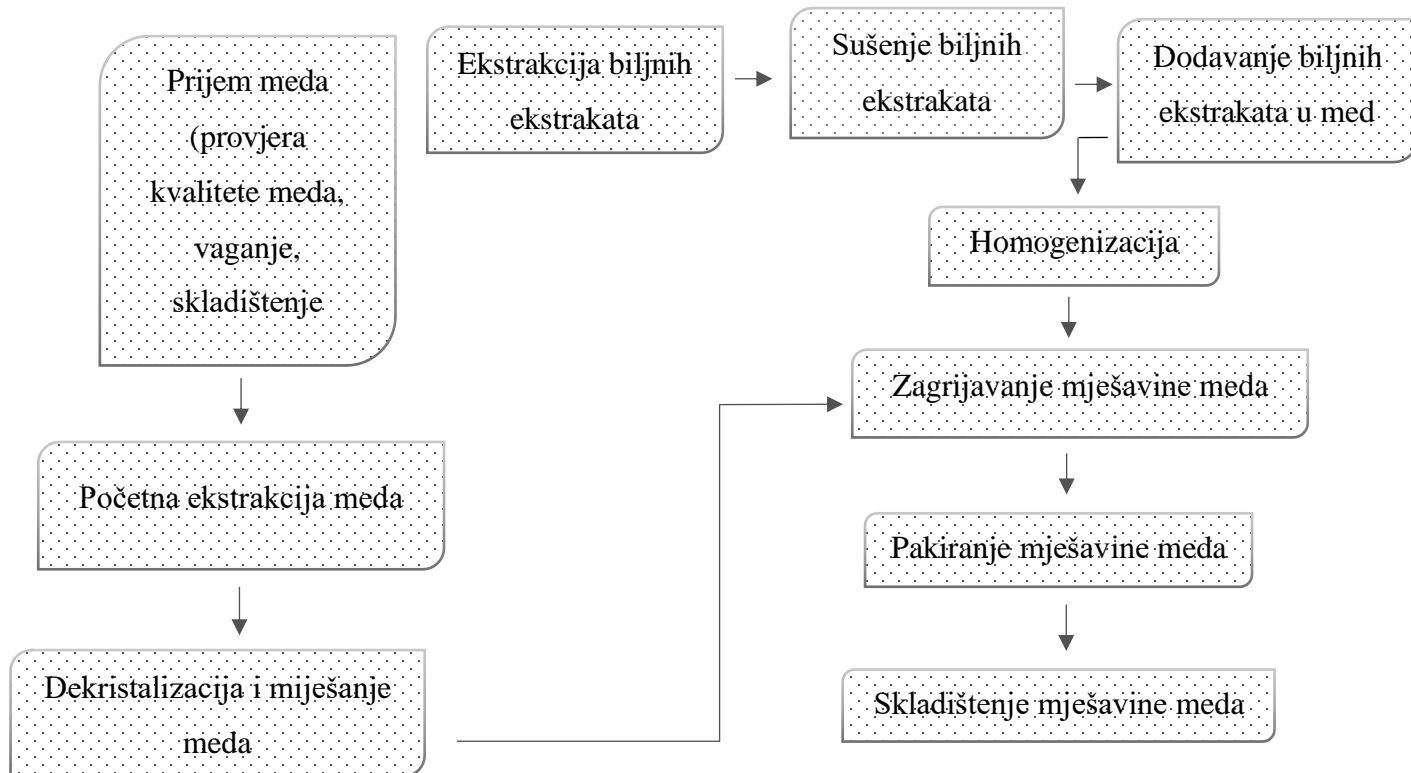 Prijem meda
(provjera
kvalitete meda,
vaganje,
skladištenje
Početna ekstrakcija meda
Dekristalizacija i miješanje
meda
Ekstrakcija biljnih
ekstrakata
Sušenje biljnih
ekstrakata
Dodavanje biljnih
ekstrakata u med
Homogenizacija
Zagrijavanje mješavine meda
Pakiranje mješavine meda
Skladištenje mješavine meda